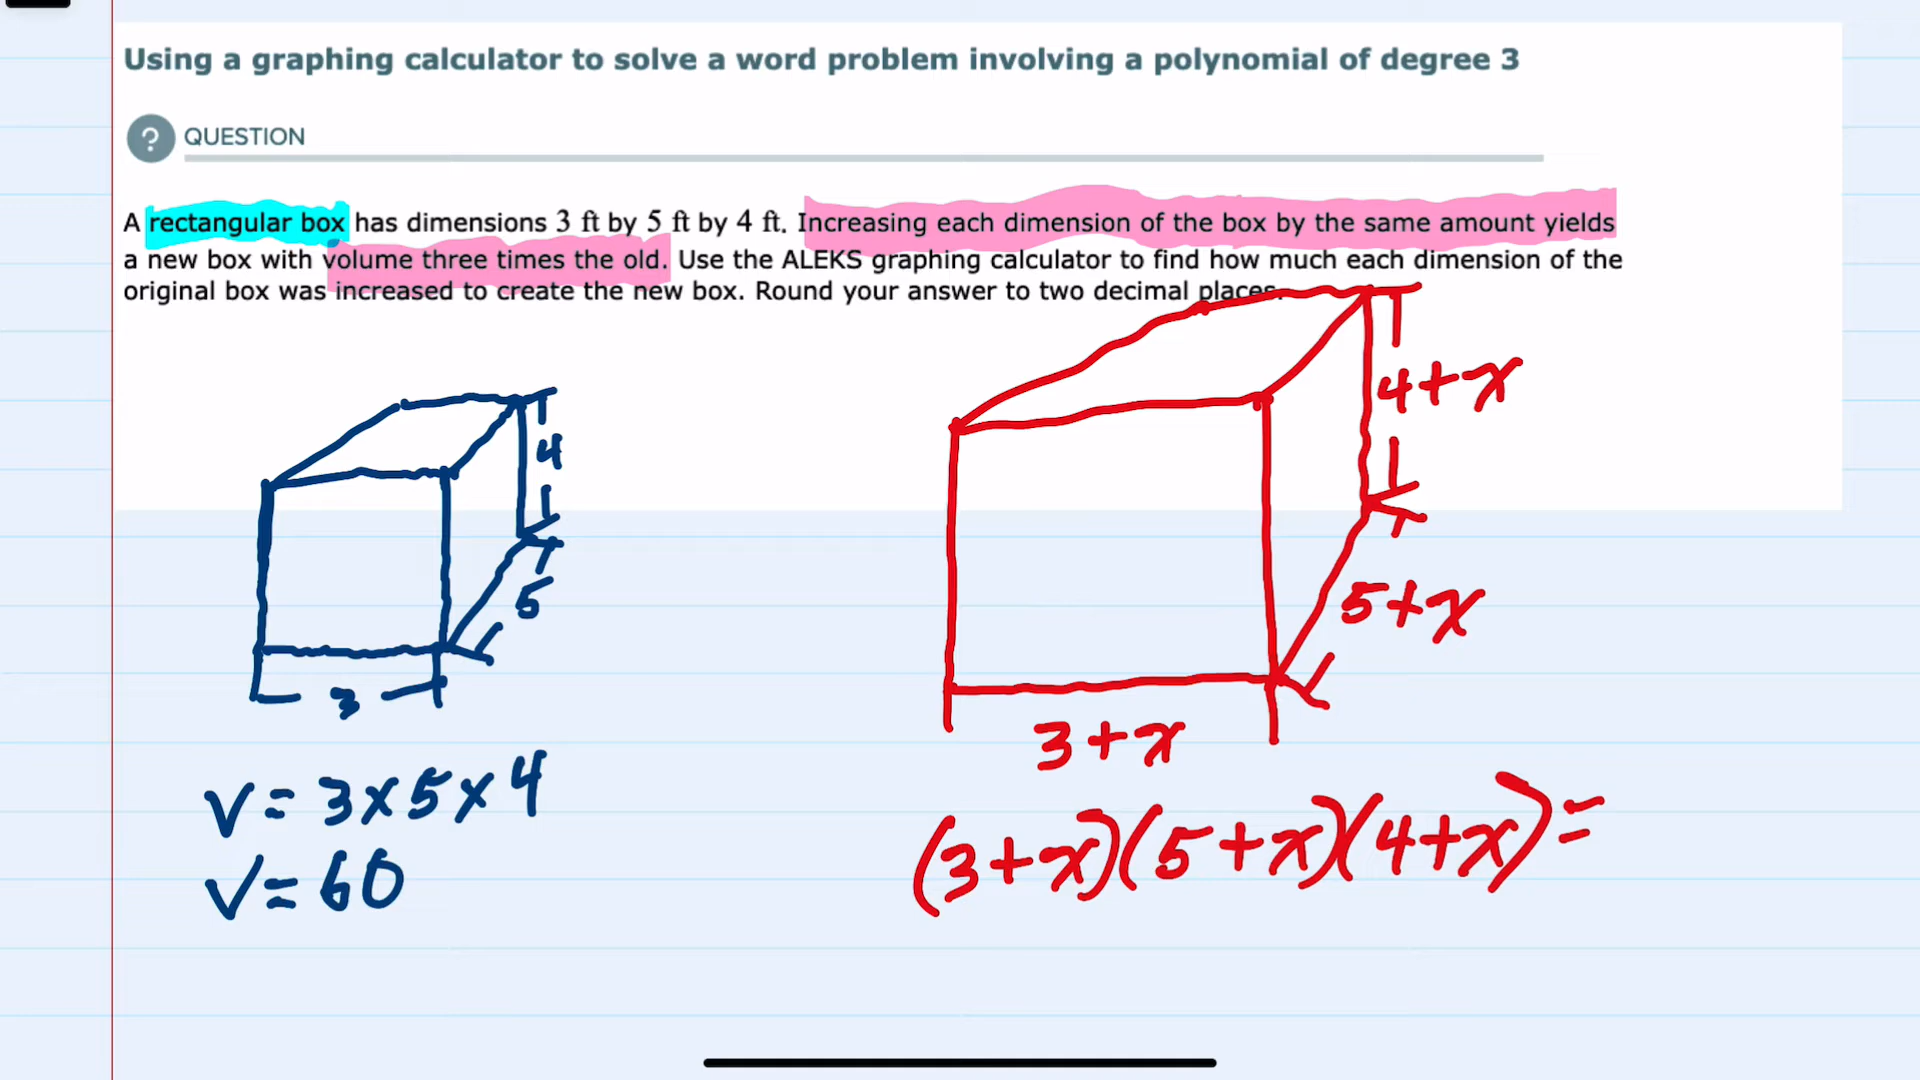 Using a graphing calculator to solve a word problem involving a polynomial of degree 3
? QUESTION
A rectangular box has dimensions 3 ft by 5 ft by 4 ft. Increasing each dimension of the box by the same amount yields
a new box with volume three times the old. Use the ALEKS graphing calculator to find how much each dimension of the
original box was increased to create the new box. Round your answer to two decimal places.
4
5
3
V = 3 x 5 x 4
V = 60
4+x
5+x
3+x
(3+x)(5+x)(4+x)=